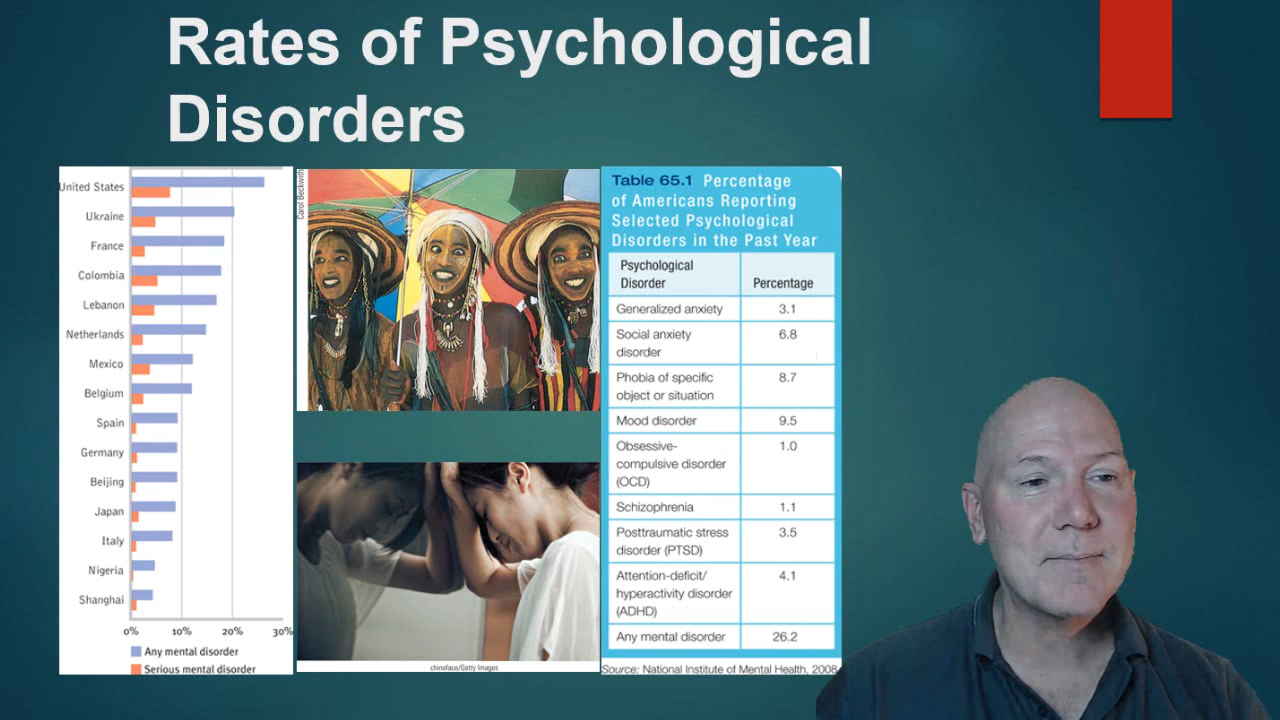 Rates of Psychological
Disorders
United States
Ukraine
France
Colombia
Lebanon
Netherlands
Mexico
Belgium
Spain
Germany
Beijing
Japan
Italy
Nigeria
Shanghai
0% 10% 20% 30%
Any mental disorder
Serious mental disorder
Carol Beckwith
chinaface/Getty Images
Table 65.1 Percentage
of Americans Reporting
Selected Psychological
Disorders in the Past Year
Psychological
Disorder Percentage
Generalized anxiety 3.1
Social anxiety 6.8
disorder
Phobia of specific 8.7
object or situation
Mood disorder 9.5
Obsessive- 1.0
compulsive disorder
(OCD)
Schizophrenia 1.1
Posttraumatic stress 3.5
disorder (PTSD)
Attention-deficit/ 4.1
hyperactivity disorder
(ADHD)
Any mental disorder 26.2
Source: National Institute of Mental Health, 2008